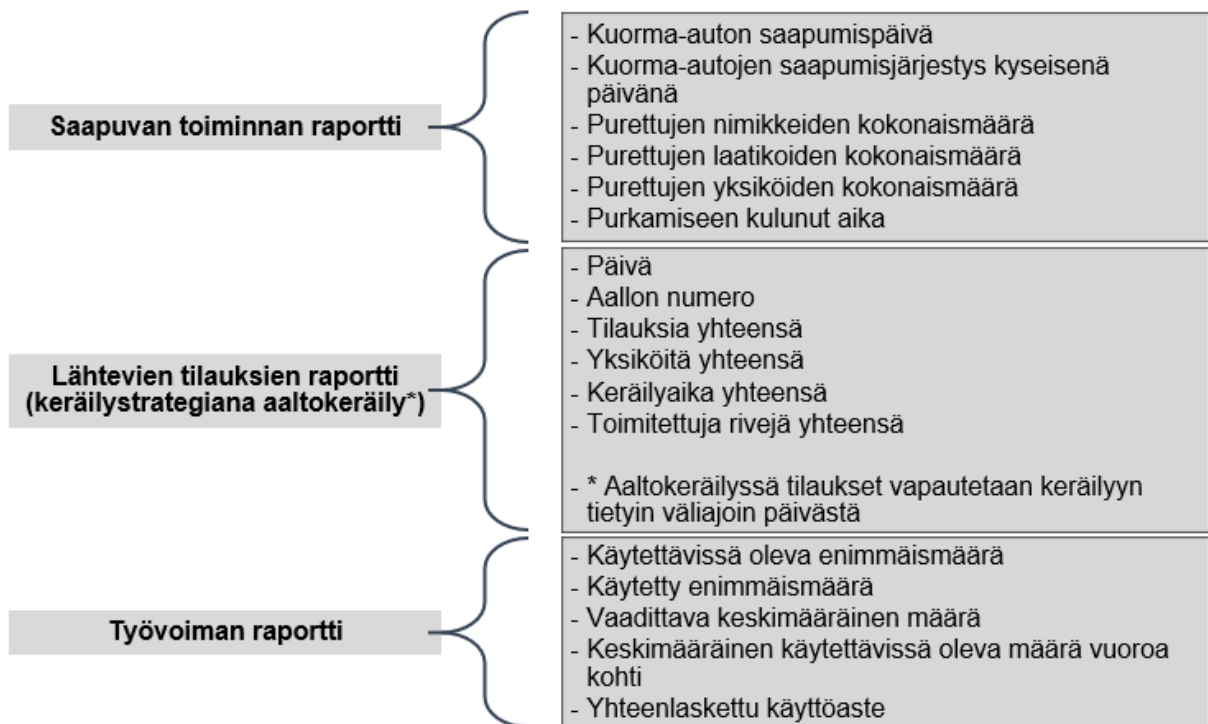 Saapuvan toiminnan raportti
- Kuorma-auton saapumispäivä
- Kuorma-autojen saapumisjärjestys kyseisenä
päivänä
- Purettujen nimikkeiden kokonaismäärä
- Purettujen laatikoiden kokonaismäärä
- Purettujen yksiköiden kokonaismäärä
- Purkamiseen kulunut aika
Lähtevien tilauksien raportti
(keräilystrategiana aaltokeräily*)
- Päivä
- Aallon numero
- Tilauksia yhteensä
- Yksiköitä yhteensä
- Keräilyaika yhteensä
- Toimitettuja rivejä yhteensä
- * Aaltokeräilyssä tilaukset vapautetaan keräilyyn
tietyin väliajoin päivästä
Työvoiman raportti
- Käytettävissä oleva enimmäismäärä
- Käytetty enimmäismäärä
- Vaadittava keskimääräinen määrä
- Keskimääräinen käytettävissä oleva määrä vuoroa
kohti
- Yhteenlaskettu käyttöaste